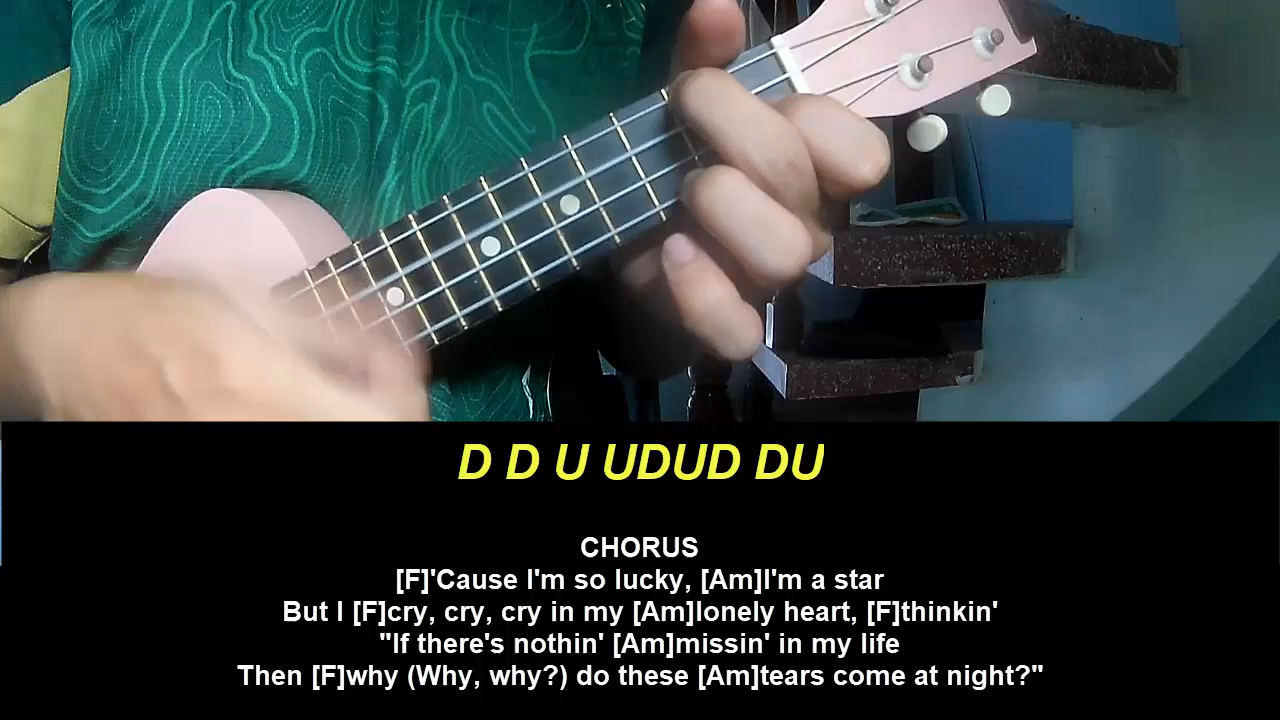 D D U UDUD DU
CHORUS
[F]'Cause I'm so lucky, [Am]I'm a star
But I [F]cry, cry, cry in my [Am]lonely heart, [F]thinkin'
"If there's nothin' [Am]missin' in my life
Then [F]why (Why, why?) do these [Am]tears come at night?"